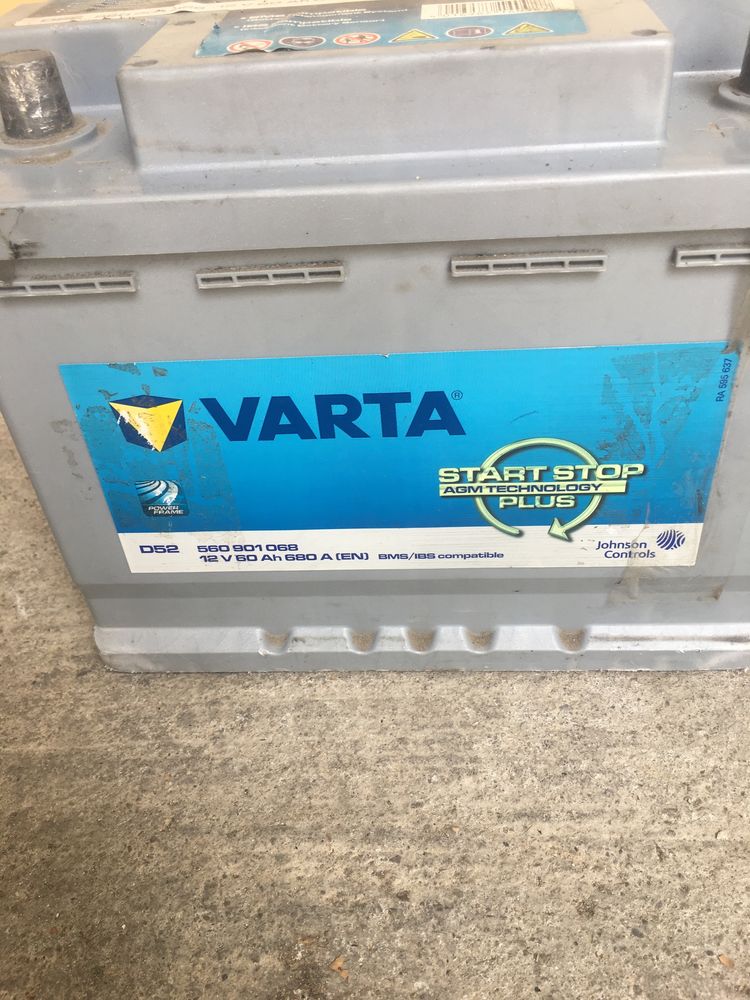 VARTA®
START STOP
AGM TECHNOLOGY
PLUS
POWER
FRAME
D52 560 901 068
12 V 60 Ah 680 A (EN) BMS/IBS compatible
Johnson
Controls
RA 595 637